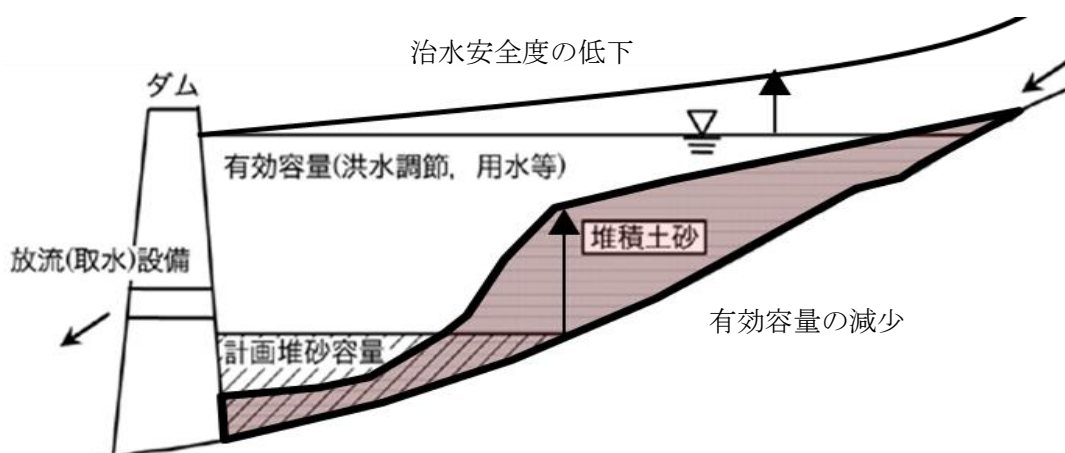 治水安全度の低下
ダム
有効容量(洪水調節，用水等)
堆積土砂
放流(取水)設備
有効容量の減少
計画堆砂容量